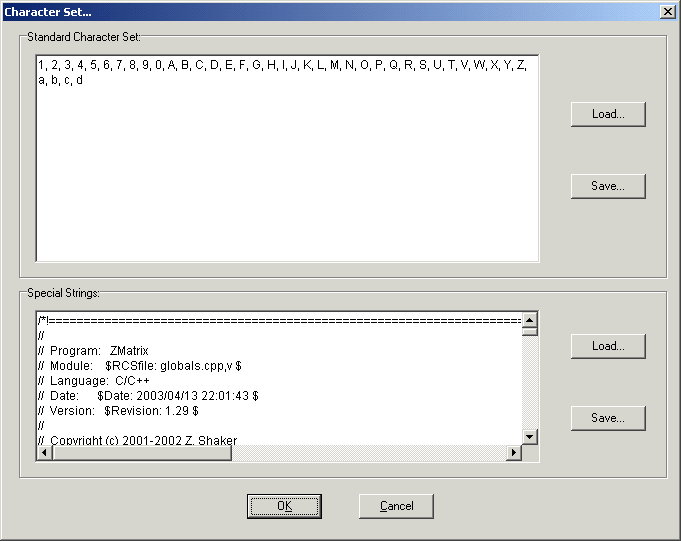 Character Set...
Standard Character Set:
1, 2, 3, 4, 5, 6, 7, 8, 9, 0, A, B, C, D, E, F, G, H, I, J, K, L, M, N, O, P, Q, R, S, U, T, V, W, X, Y, Z,
a, b, c, d
Load...
Save...
Special Strings:
/*!====================================================================
//
// Program: ZMatrix
// Module: $RCSfile: globals.cpp,v $
// Language: C/C++
// Date: $Date: 2003/04/13 22:01:43 $
// Version: $Revision: 1.29 $
//
// Copyright (c) 2001-2002 Z. Shaker
Load...
Save...
OK
Cancel